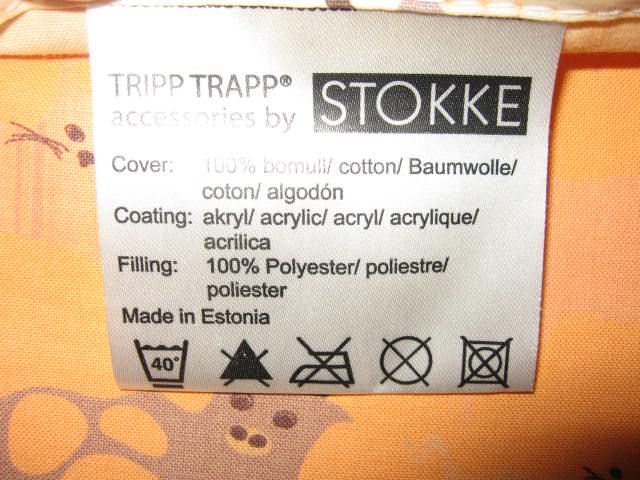 TRIPP TRAPP®
accessories by STOKKE
Cover: 100% bomull/ cotton/ Baumwolle/
coton/ algodón
Coating: akryl/ acrylic/ acryl/ acrylique/
acrilica
Filling: 100% Polyester/ poliestre/
poliester
Made in Estonia
40°